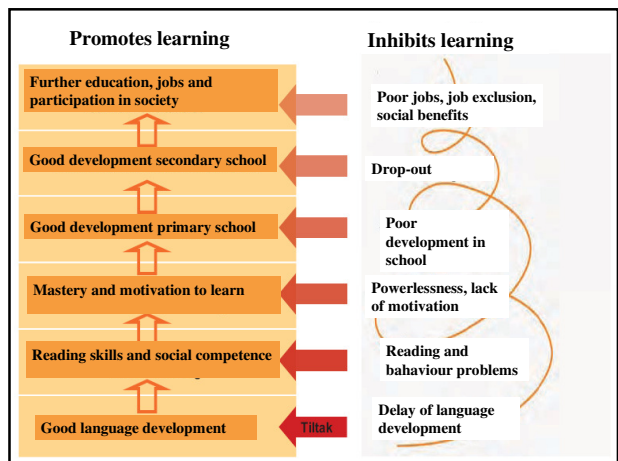 Promotes learning
Inhibits learning
Further education, jobs and
participation in society
Poor jobs, job exclusion,
social benefits
Good development secondary school
Drop-out
Good development primary school
Poor
development in
school
Mastery and motivation to learn
Powerlessness, lack
of motivation
Reading skills and social competence
Reading and
bahaviour problems
Good language development
Tiltak
Delay of language
development